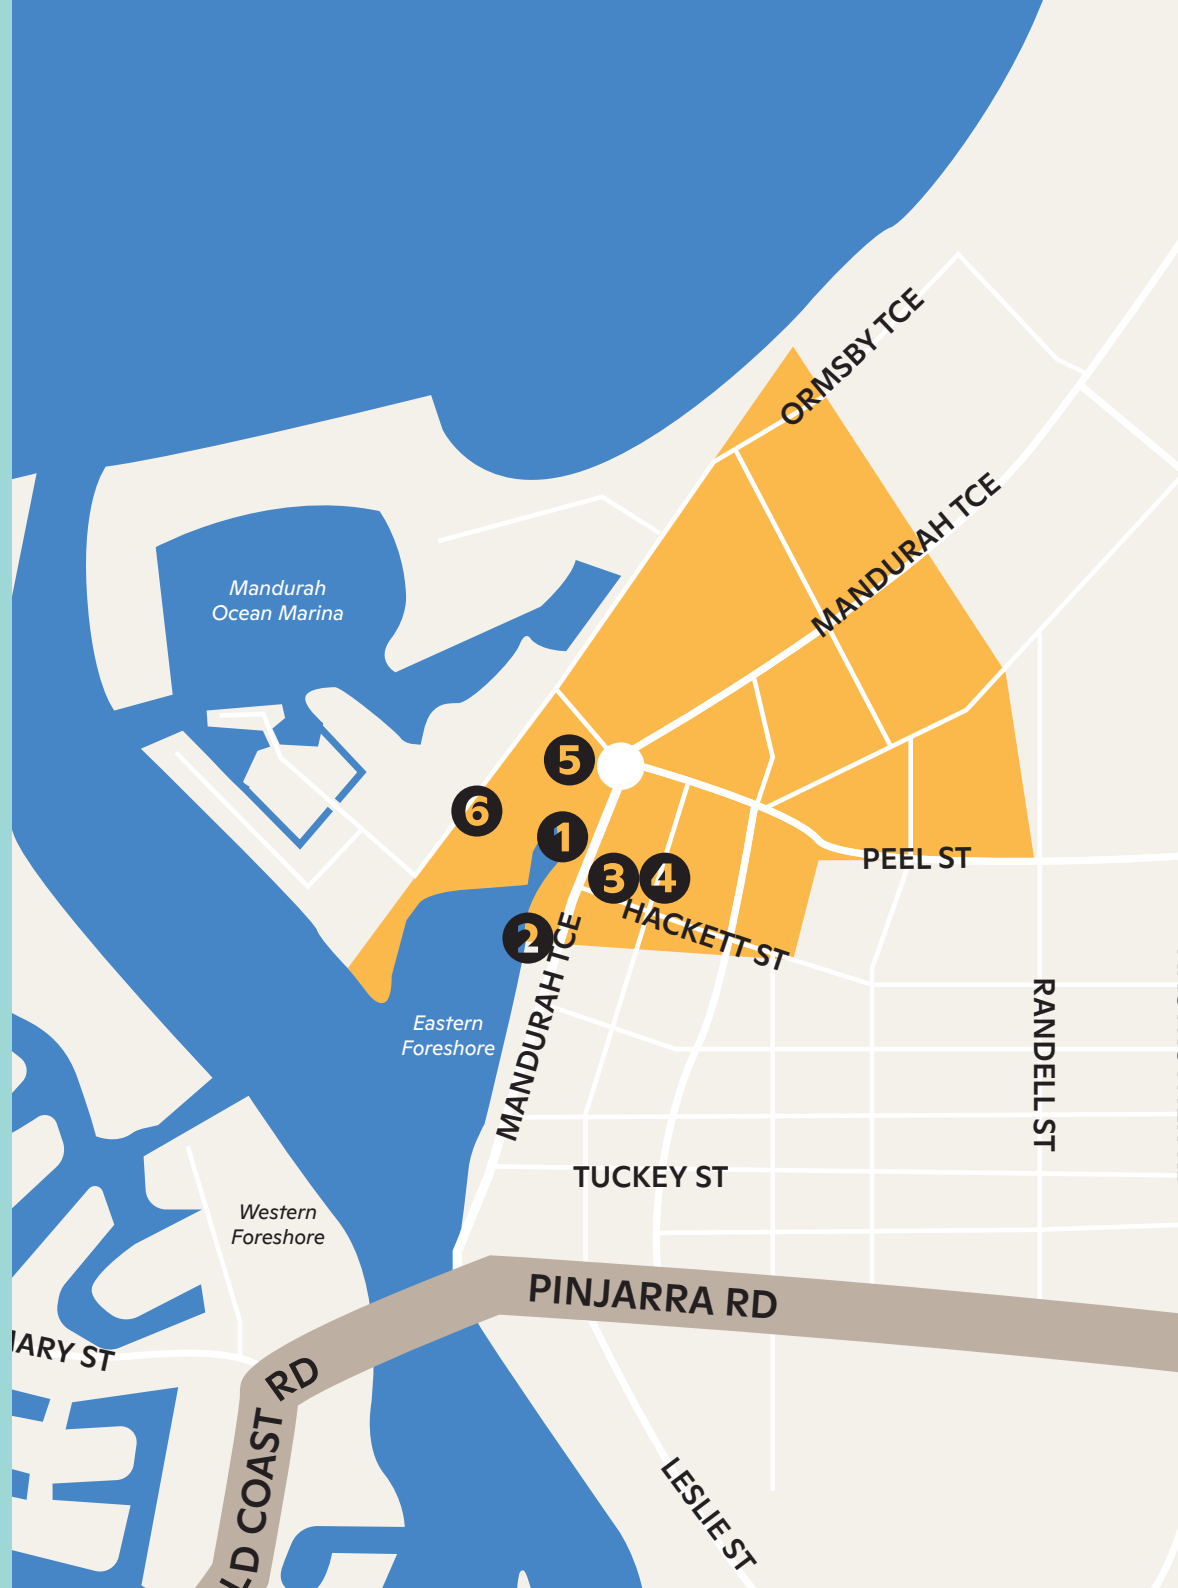 ORMSBY TCE
MANDURAH TCE
Mandurah
Ocean Marina
5
6
1
3
4
PEEL ST
HACKETT ST
2
MANDURAH TCE
Eastern
Foreshore
RANDELL ST
TUCKEY ST
Western
Foreshore
PINJARRA RD
ARY ST
RD
LD COAST
LESLIE ST